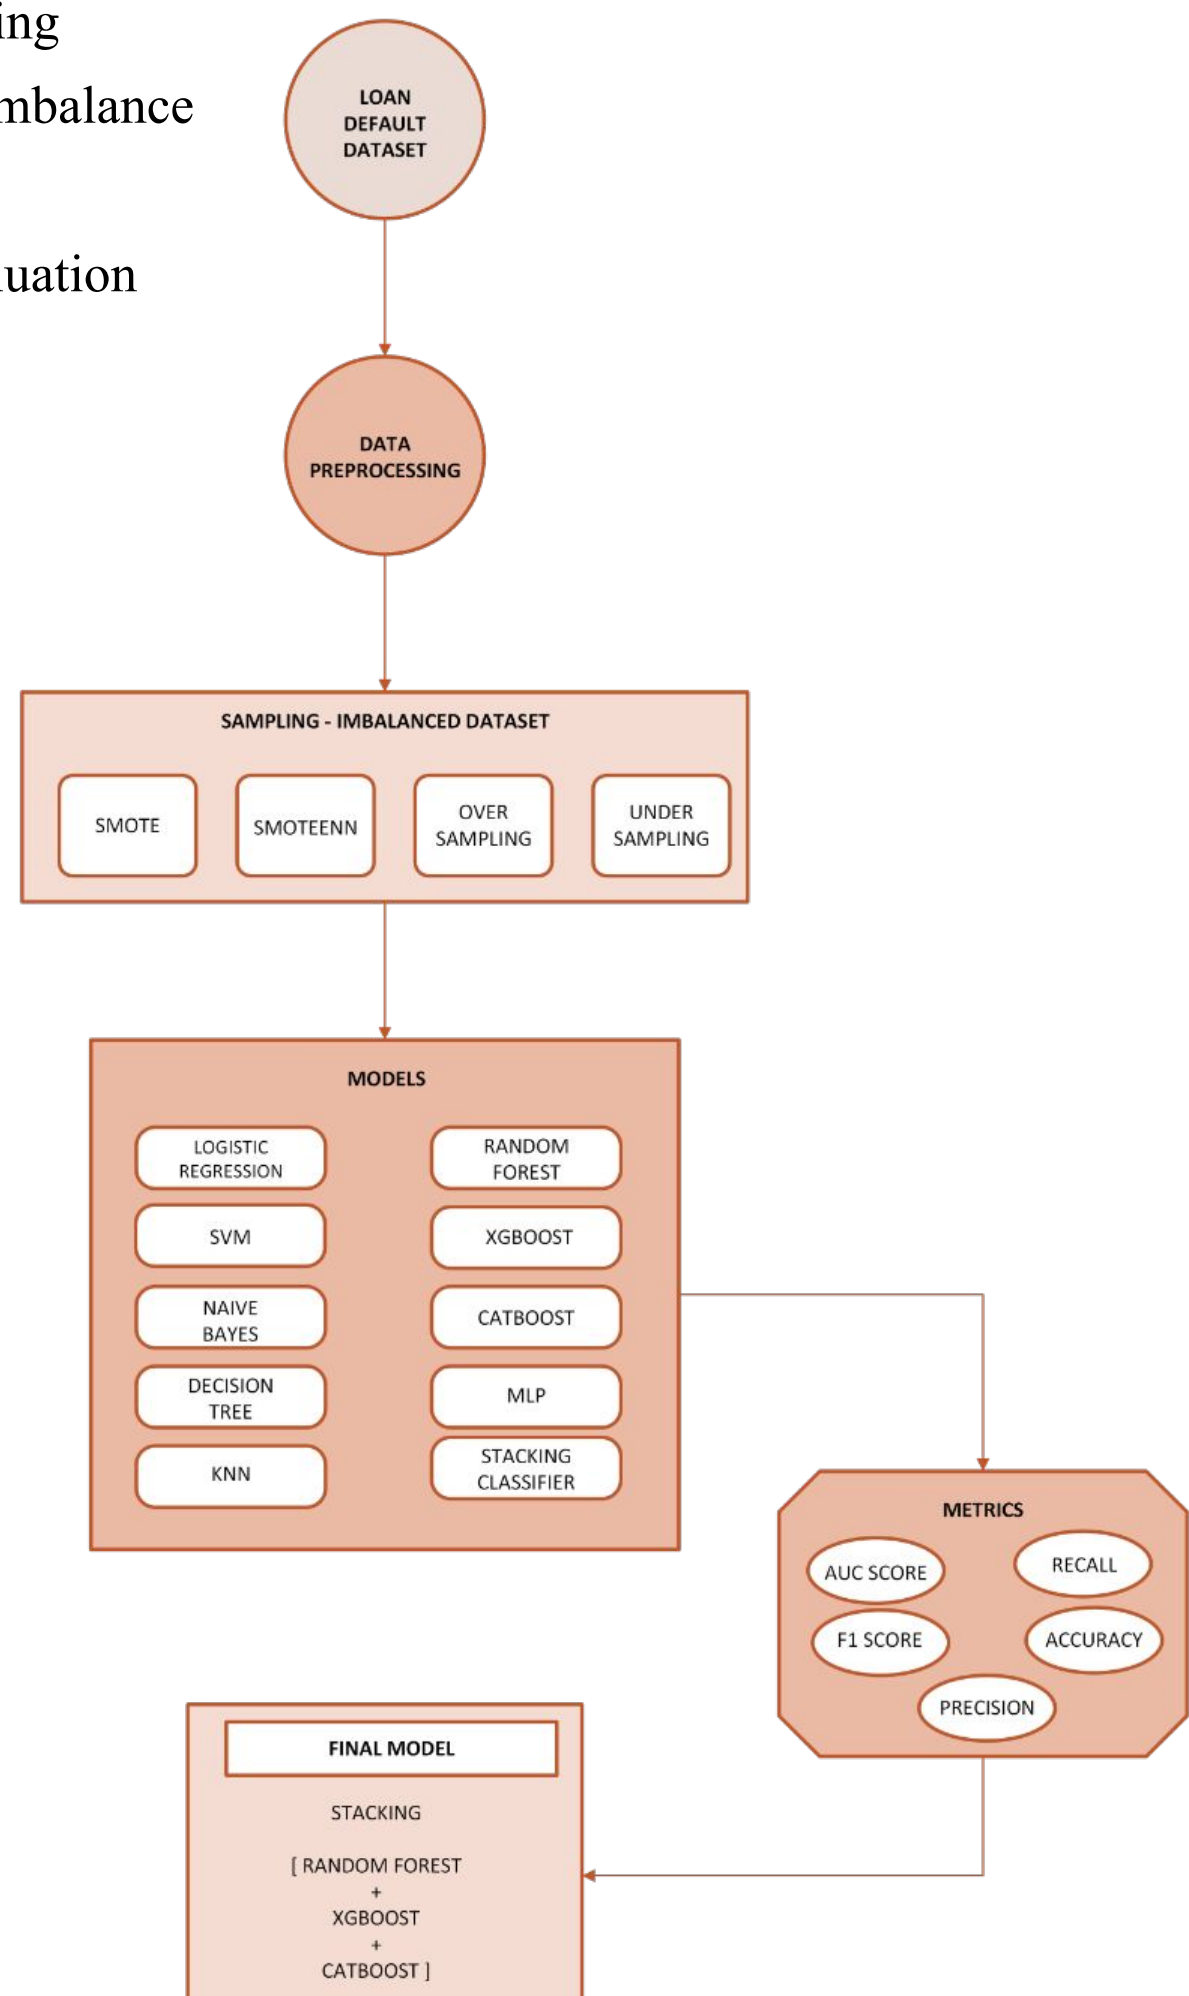 ing
mbalance
uation
LOAN
DEFAULT
DATASET
DATA
PREPROCESSING
SAMPLING - IMBALANCED DATASET
SMOTE
SMOTEENN
OVER
SAMPLING
UNDER
SAMPLING
MODELS
LOGISTIC
REGRESSION
SVM
NAIVE
BAYES
DECISION
TREE
KNN
RANDOM
FOREST
XGBOOST
CATBOOST
MLP
STACKING
CLASSIFIER
METRICS
AUC SCORE
RECALL
F1 SCORE
ACCURACY
PRECISION
FINAL MODEL
STACKING
[ RANDOM FOREST
+
XGBOOST
+
CATBOOST ]